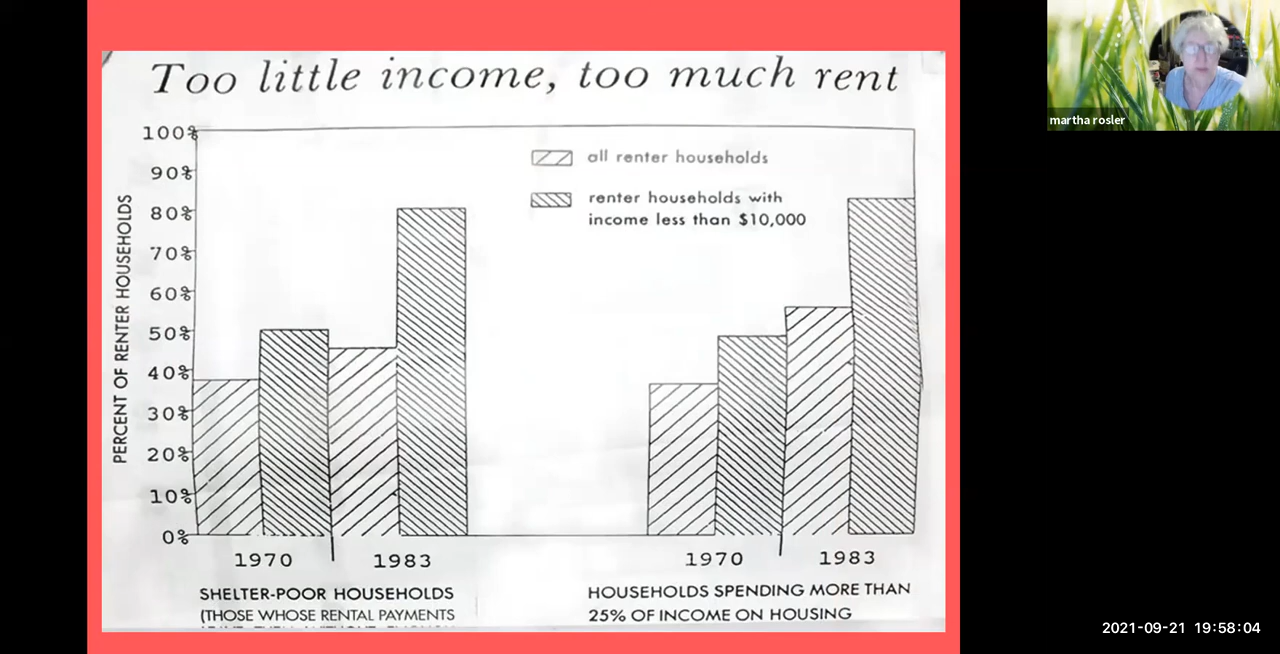 Too little income, too much rent
martha rosler
100%
90%
80%
70%
60%
50%
40%
30%
20%
10%
0%
PERCENT OF RENTER HOUSEHOLDS
all renter households
renter households with
income less than $10,000
1970 1983
1970 1983
SHELTER-POOR HOUSEHOLDS
(THOSE WHOSE RENTAL PAYMENTS
HOUSEHOLDS SPENDING MORE THAN
25% OF INCOME ON HOUSING
2021-09-21 19:58:04